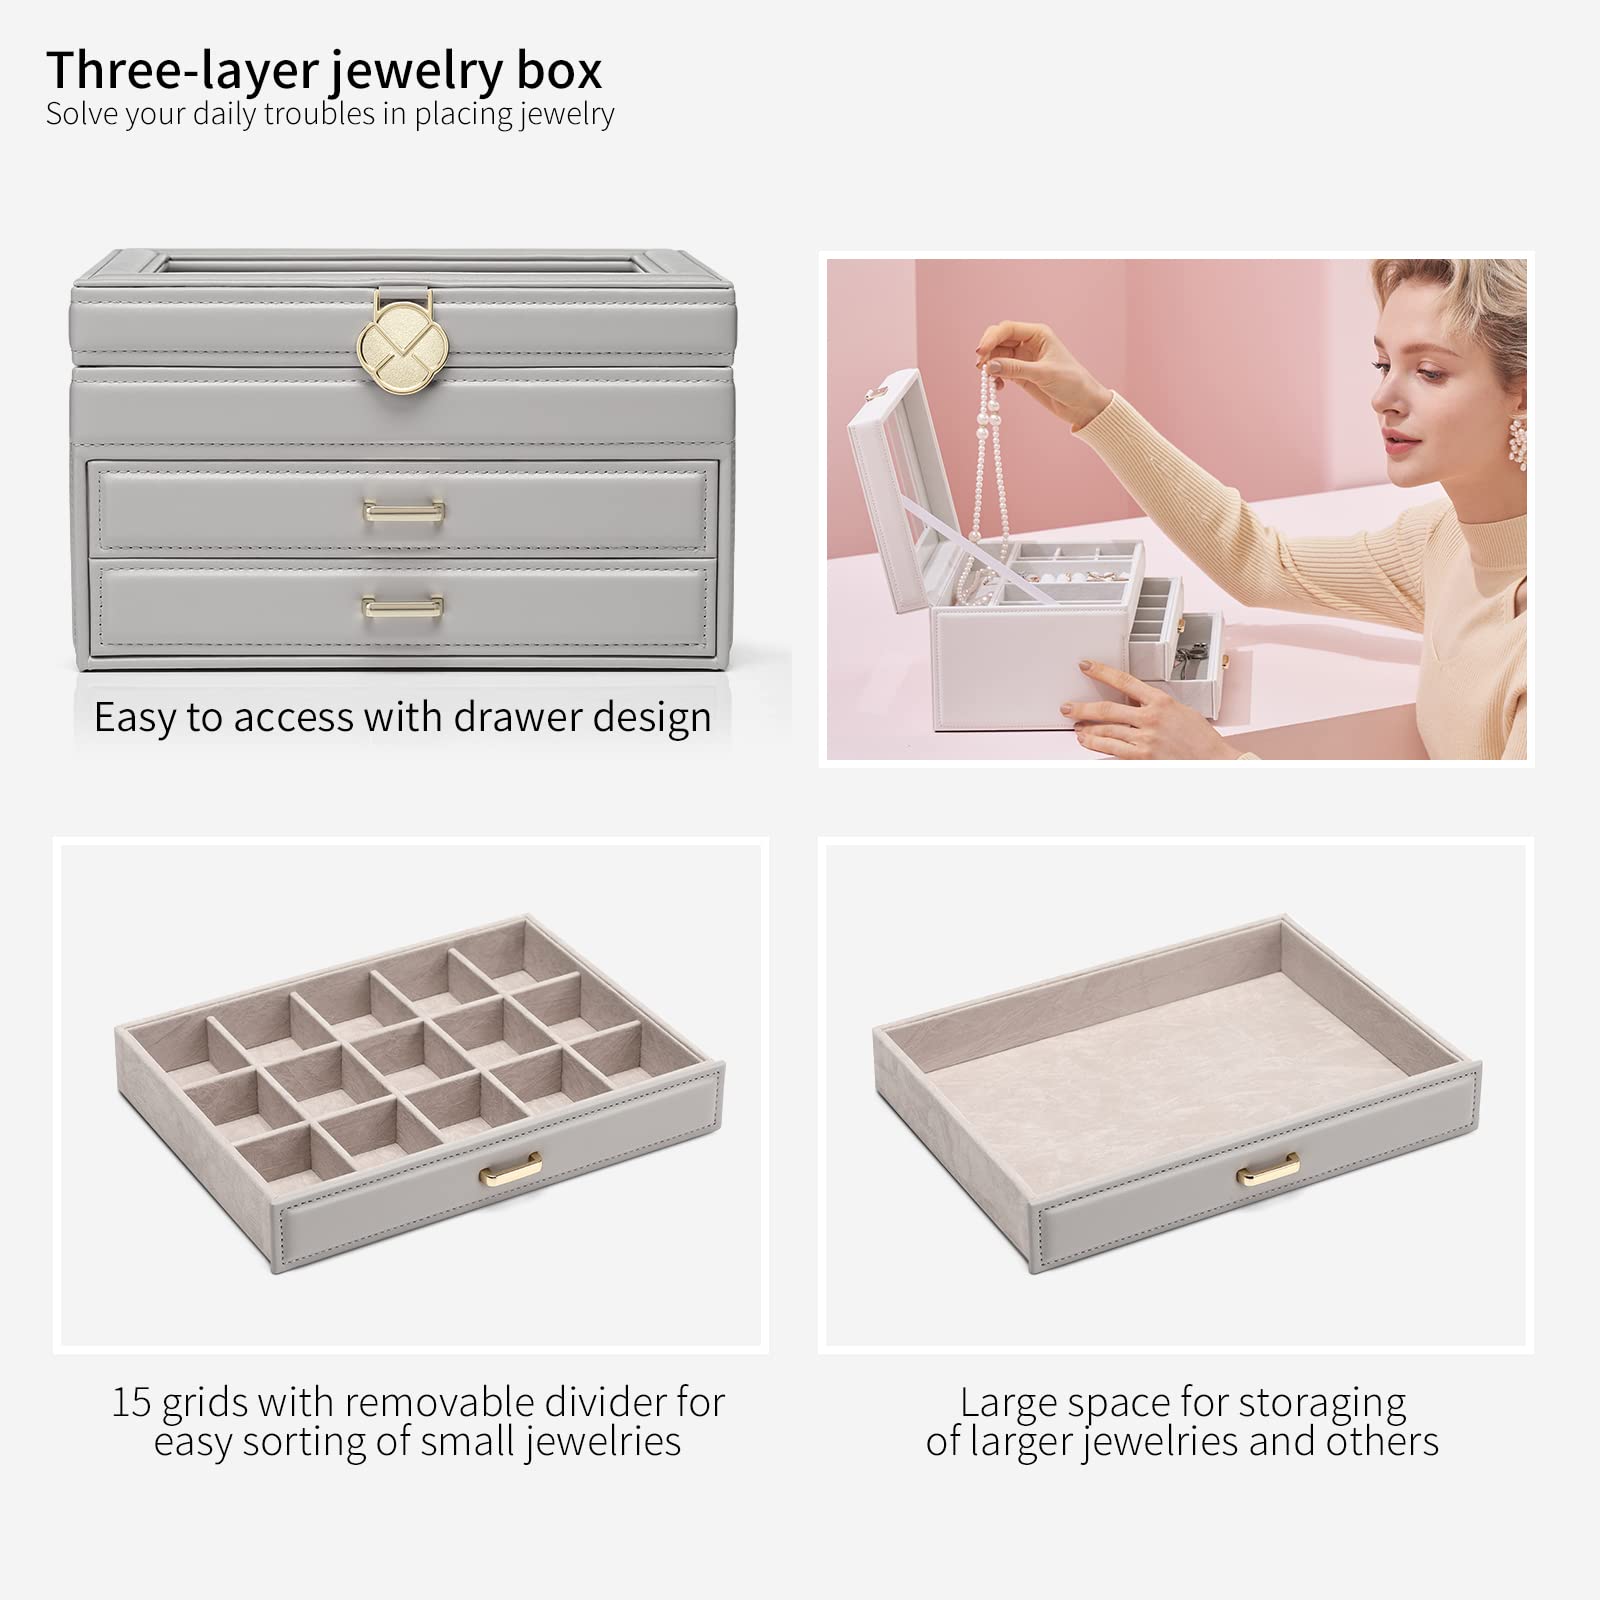 Three-layer jewelry box
Solve your daily troubles in placing jewelry
Easy to access with drawer design
15 grids with removable divider for
easy sorting of small jewelries
Large space for storaging
of larger jewelries and others